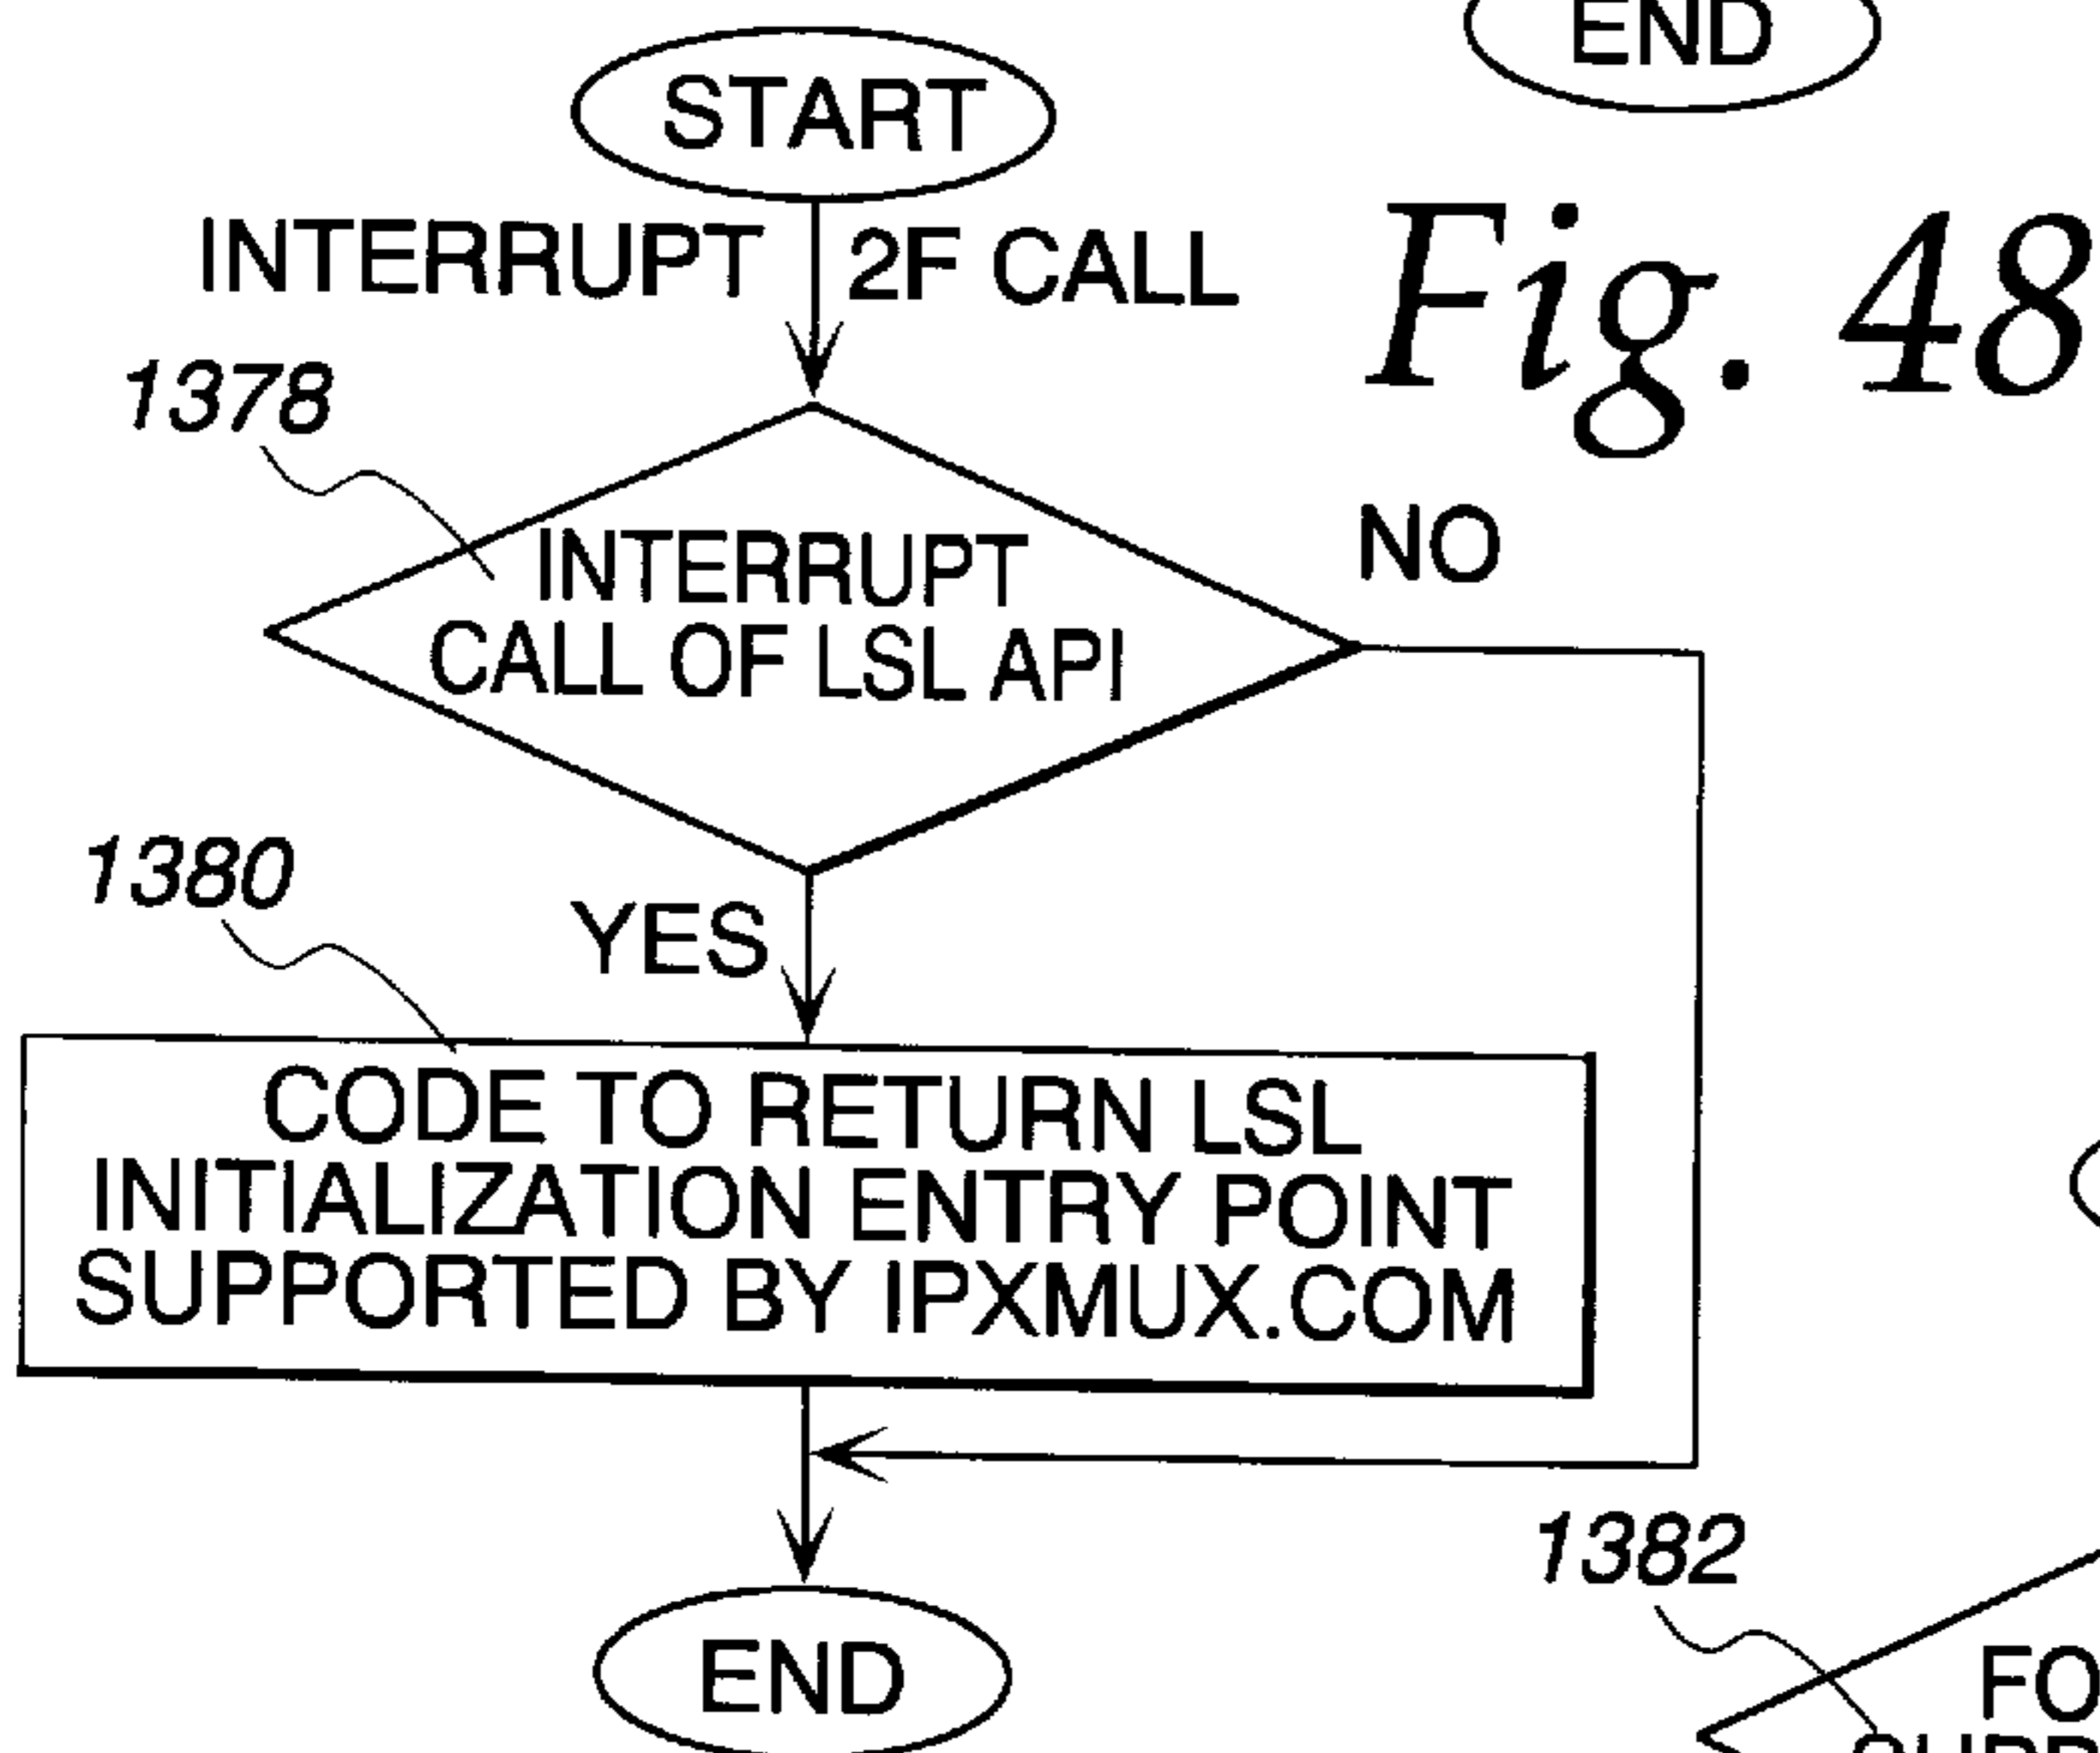 END
START
INTERRUPT 2F CALL
Fig. 48
1378
NO
INTERRUPT
CALL OF LSL API
1380
YES
CODE TO RETURN LSL
INITIALIZATION ENTRY POINT
SUPPORTED BY IPXMUX.COM
1382
END